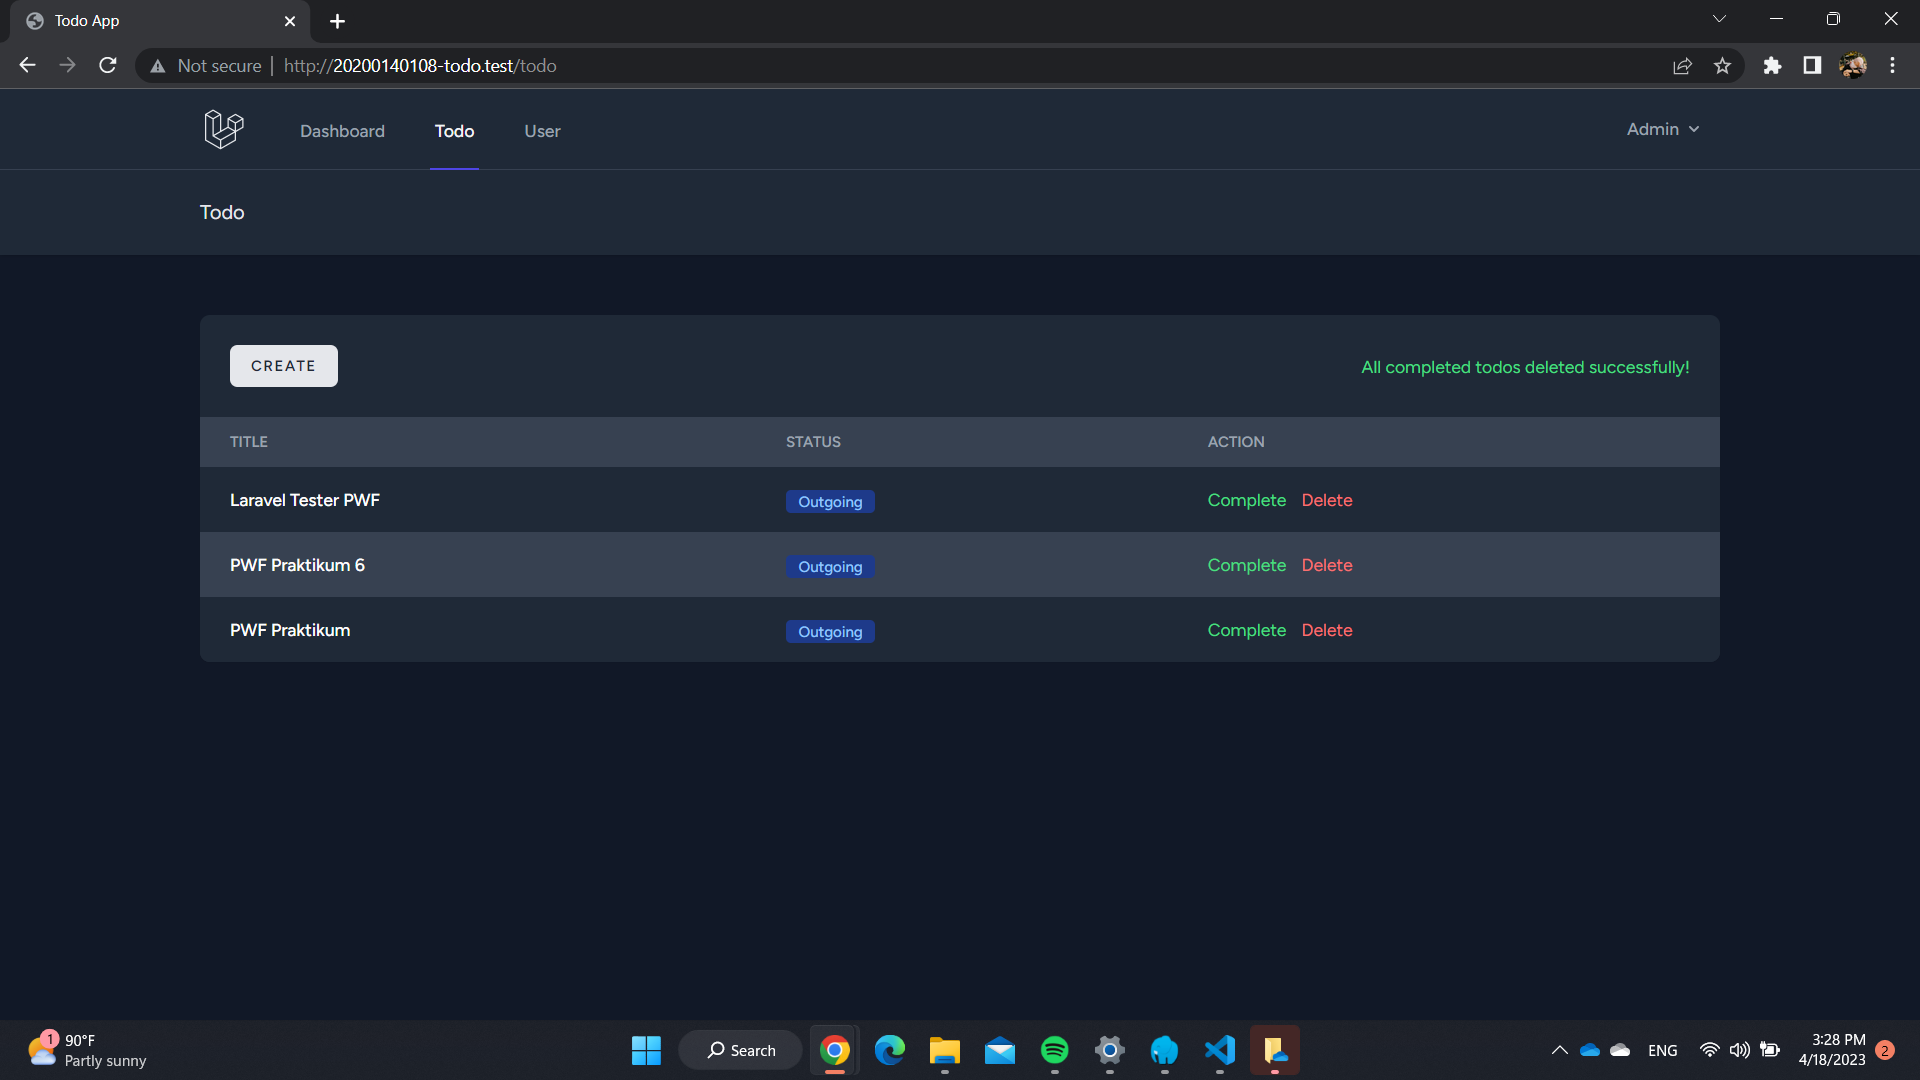 Todo App
Not secure | http://20200140108-todo.test/todo
Dashboard Todo User Admin
Todo
CREATE All completed todos deleted successfully!
TITLE STATUS ACTION
Laravel Tester PWF Outgoing Complete Delete
PWF Praktikum 6 Outgoing Complete Delete
PWF Praktikum Outgoing Complete Delete
1 90°F
Partly sunny
Search
ENG
3:28 PM
4/18/2023 2